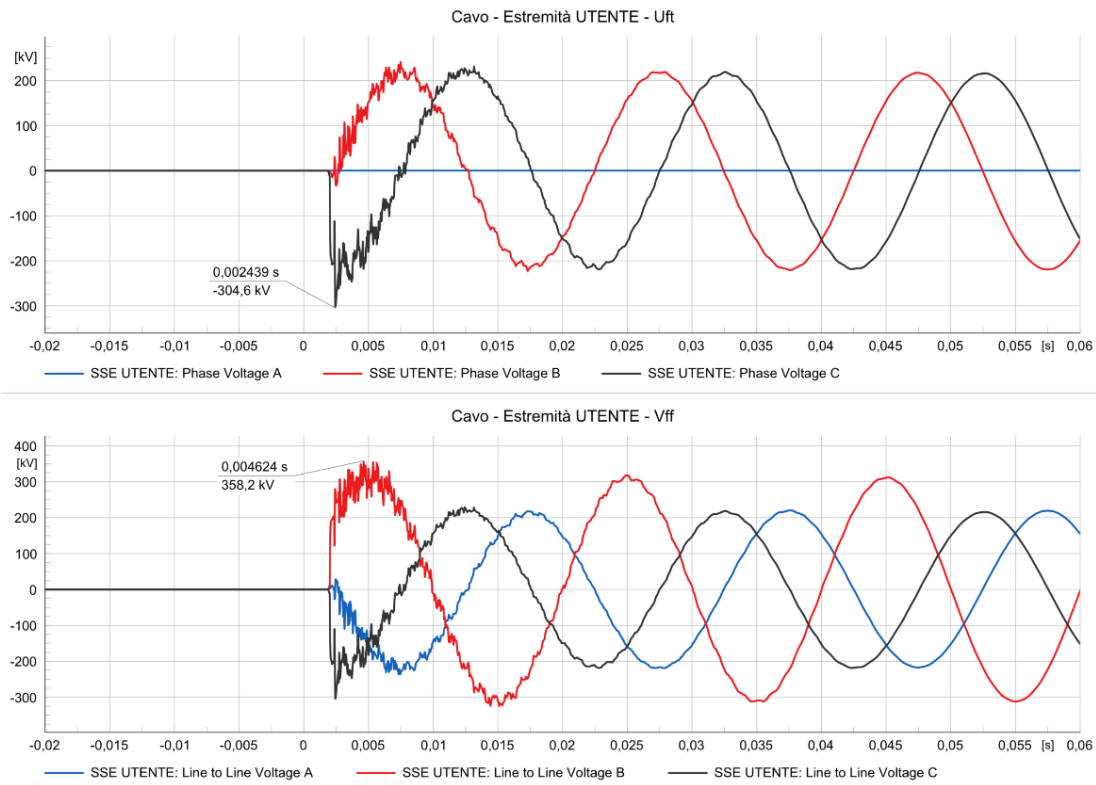 Cavo - Estremità UTENTE - Uft
[kV]
200
100
0
-100
-200
-300
0,002439 s
-304,6 kV
-0,02 -0,015 -0,01 -0,005 0 0,005 0,01 0,015 0,02 0,025 0,03 0,035 0,04 0,045 0,05 0,055 [s] 0,06
SSE UTENTE: Phase Voltage A SSE UTENTE: Phase Voltage B SSE UTENTE: Phase Voltage C
Cavo - Estremità UTENTE - Vff
400
[kV]
300
200
100
0
-100
-200
-300
0,004624 s
358,2 kV
-0,02 -0,015 -0,01 -0,005 0 0,005 0,01 0,015 0,02 0,025 0,03 0,035 0,04 0,045 0,05 0,055 [s] 0,06
SSE UTENTE: Line to Line Voltage A SSE UTENTE: Line to Line Voltage B SSE UTENTE: Line to Line Voltage C